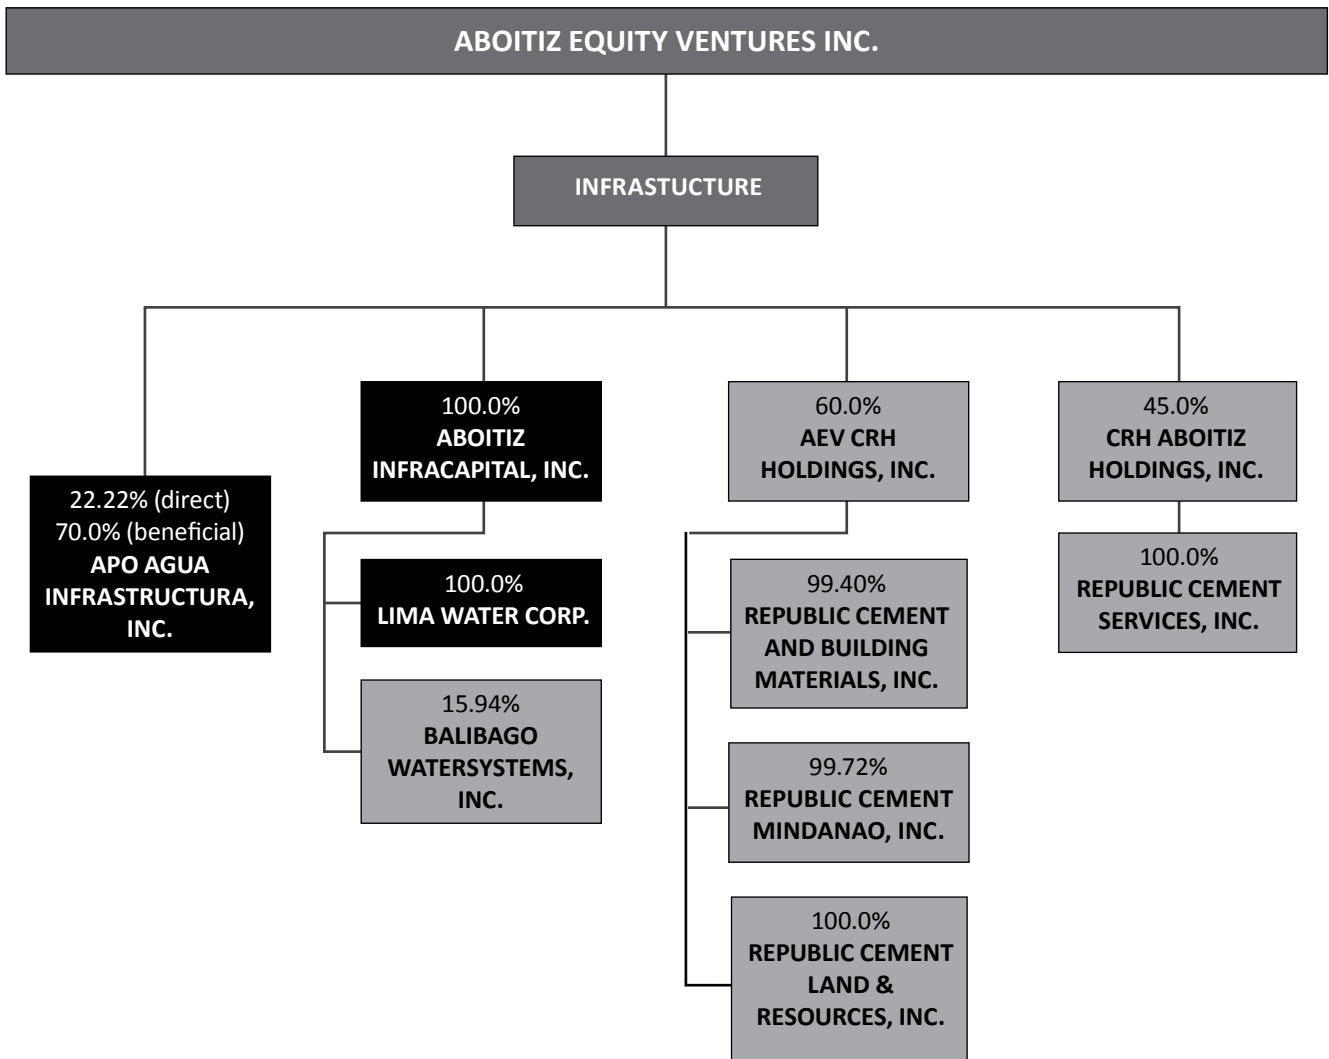 ABOITIZ EQUITY VENTURES INC.
INFRASTUCTURE
22.22% (direct)
70.0% (beneficial)
APO AGUA
INFRASTRUCTURA,
INC.
100.0%
ABOITIZ
INFRACAPITAL, INC.
100.0%
LIMA WATER CORP.
15.94%
BALIBAGO
WATERSYSTEMS,
INC.
60.0%
AEV CRH
HOLDINGS, INC.
99.40%
REPUBLIC CEMENT
AND BUILDING
MATERIALS, INC.
99.72%
REPUBLIC CEMENT
MINDANAO, INC.
100.0%
REPUBLIC CEMENT
LAND &
RESOURCES, INC.
45.0%
CRH ABOITIZ
HOLDINGS, INC.
100.0%
REPUBLIC CEMENT
SERVICES, INC.